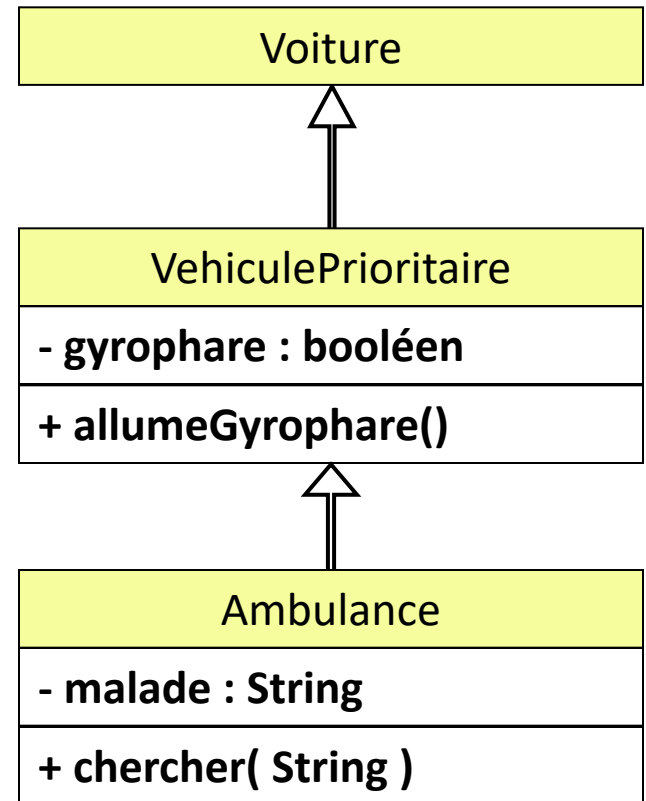 Voiture
VehiculePrioritaire
- gyrophare : booléen
+ allumeGyrophare()
Ambulance
- malade : String
+ chercher( String )